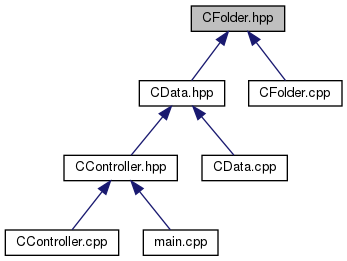 CFolder.hpp
CData.hpp
CFolder.cpp
CController.hpp
CData.cpp
CController.cpp
main.cpp